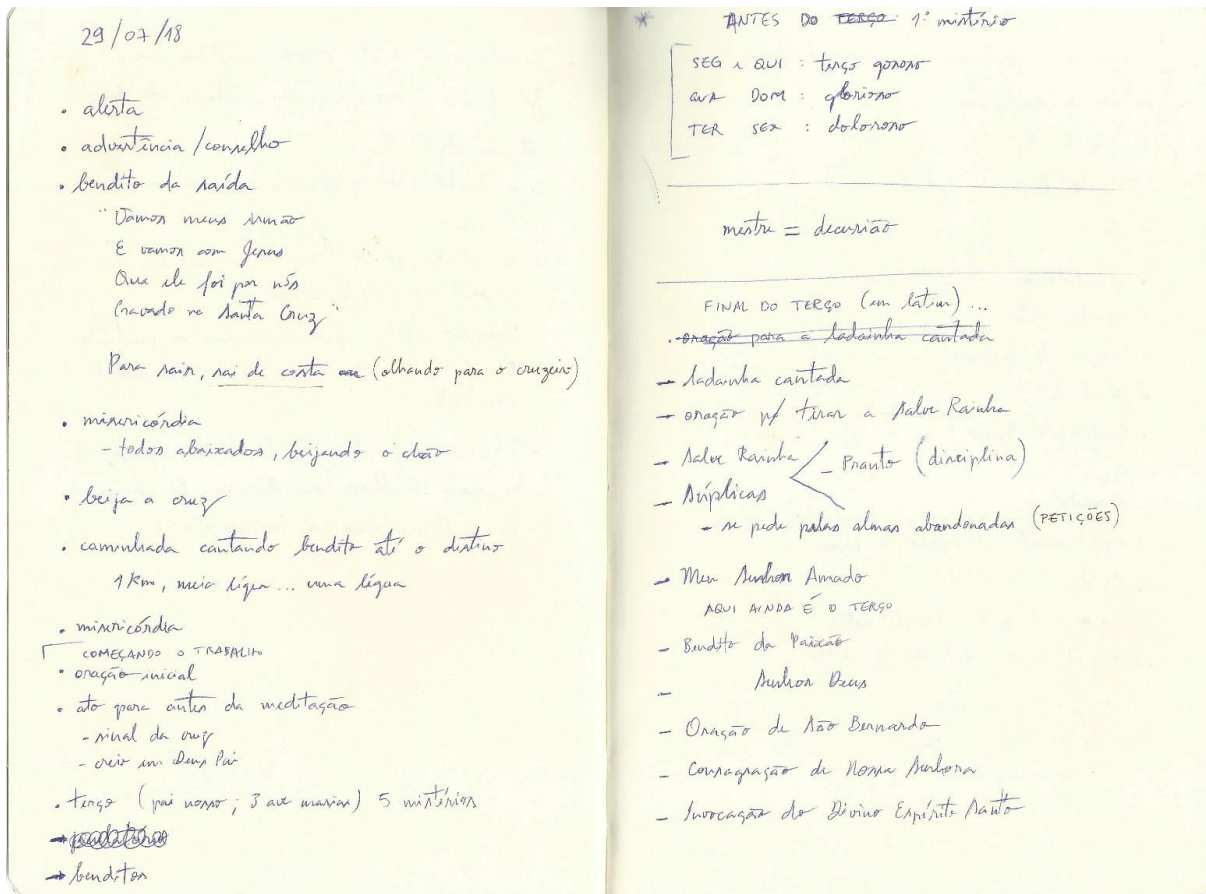 29/07/18
• alerta
• advertência/conselho
• bendito da saída
"Vamos meus irmão
E vamos com Jesus
Que ele foi por nós
Cravado na Santa Cruz"
Para sair, sai de costa (olhando para o cruzeiro)
• misericórdia
- todos abaixados, beijando o chão
• beija a cruz
• caminhada cantando bendito até o destino
1 km, meia légua... uma légua
• misericórdia
COMEÇANDO O TRABALHO
• oração inicial
• ato para antes da meditação
- sinal da cruz
- creio em Deus Pai
• terço (pai nosso; 3 ave marias) 5 mistérios
→ benditos
* ANTES DO TERÇO: 1º mistério
SEG e QUI: terço gozoso
QUA DOM: glorioso
TER SEX: doloroso
mestre = decurião
FINAL DO TERÇO (em latim)...
• oração para a ladainha cantada
- ladainha cantada
- oração p/ tirar a Salve Rainha
- Salve Rainha - Pranto (disciplina)
- Súplicas
- se pede pelas almas abandonadas (PETIÇÕES)
- Meu Senhor Amado
AQUI AINDA É O TERÇO
- Bendito da Paixão
- Senhor Deus
- Oração de São Bernardo
- Consagração de Nossa Senhora
- Invocação do Divino Espírito Santo